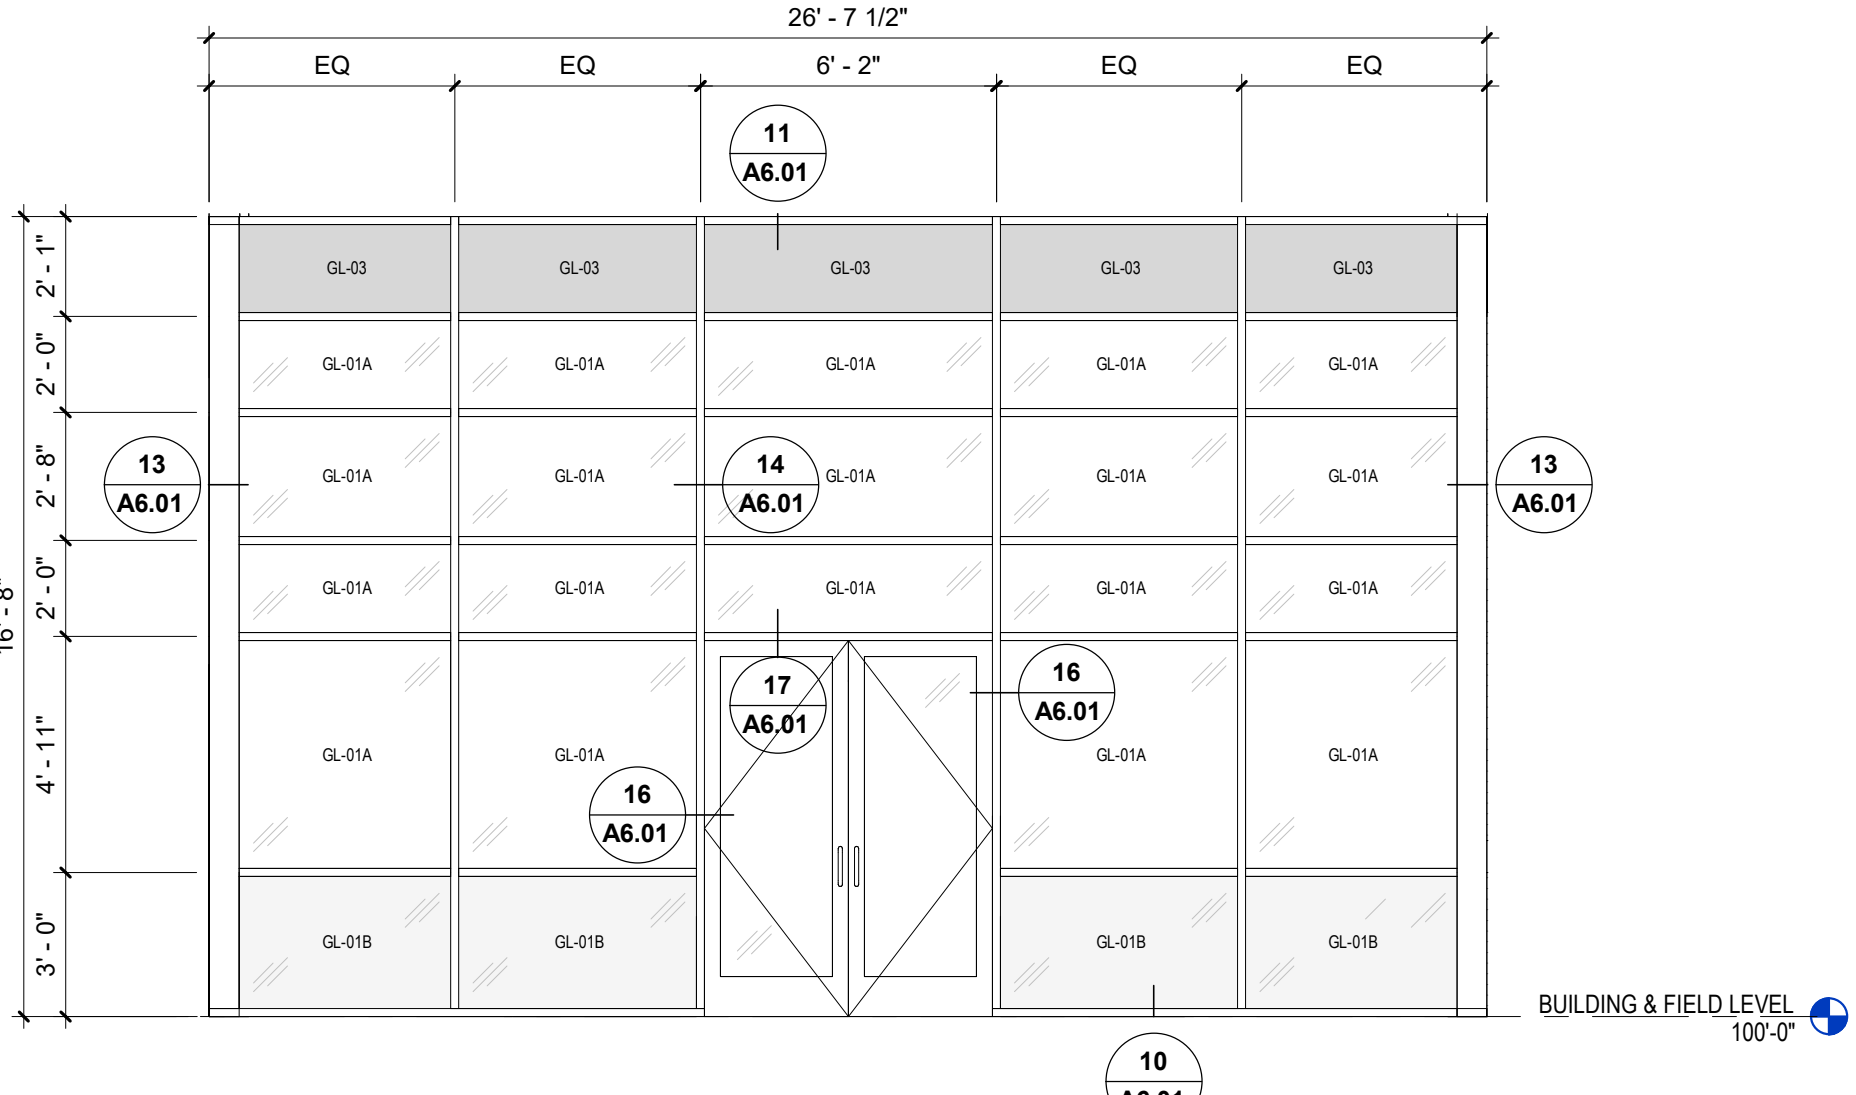 26' - 7 1/2"
EQ EQ 6' - 2" EQ EQ
11
A6.01
2' - 1"
GL-03 GL-03 GL-03 GL-03 GL-03
2' - 0"
GL-01A GL-01A GL-01A GL-01A GL-01A
2' - 8"
13
A6.01
GL-01A GL-01A
14
A6.01
GL-01A GL-01A GL-01A
13
A6.01
2' - 0"
GL-01A GL-01A GL-01A GL-01A GL-01A
16' - 8"
17
A6.01
16
A6.01
4' - 11"
GL-01A GL-01A GL-01A GL-01A
16
A6.01
3' - 0"
GL-01B GL-01B GL-01B GL-01B
BUILDING & FIELD LEVEL
100'-0"
10